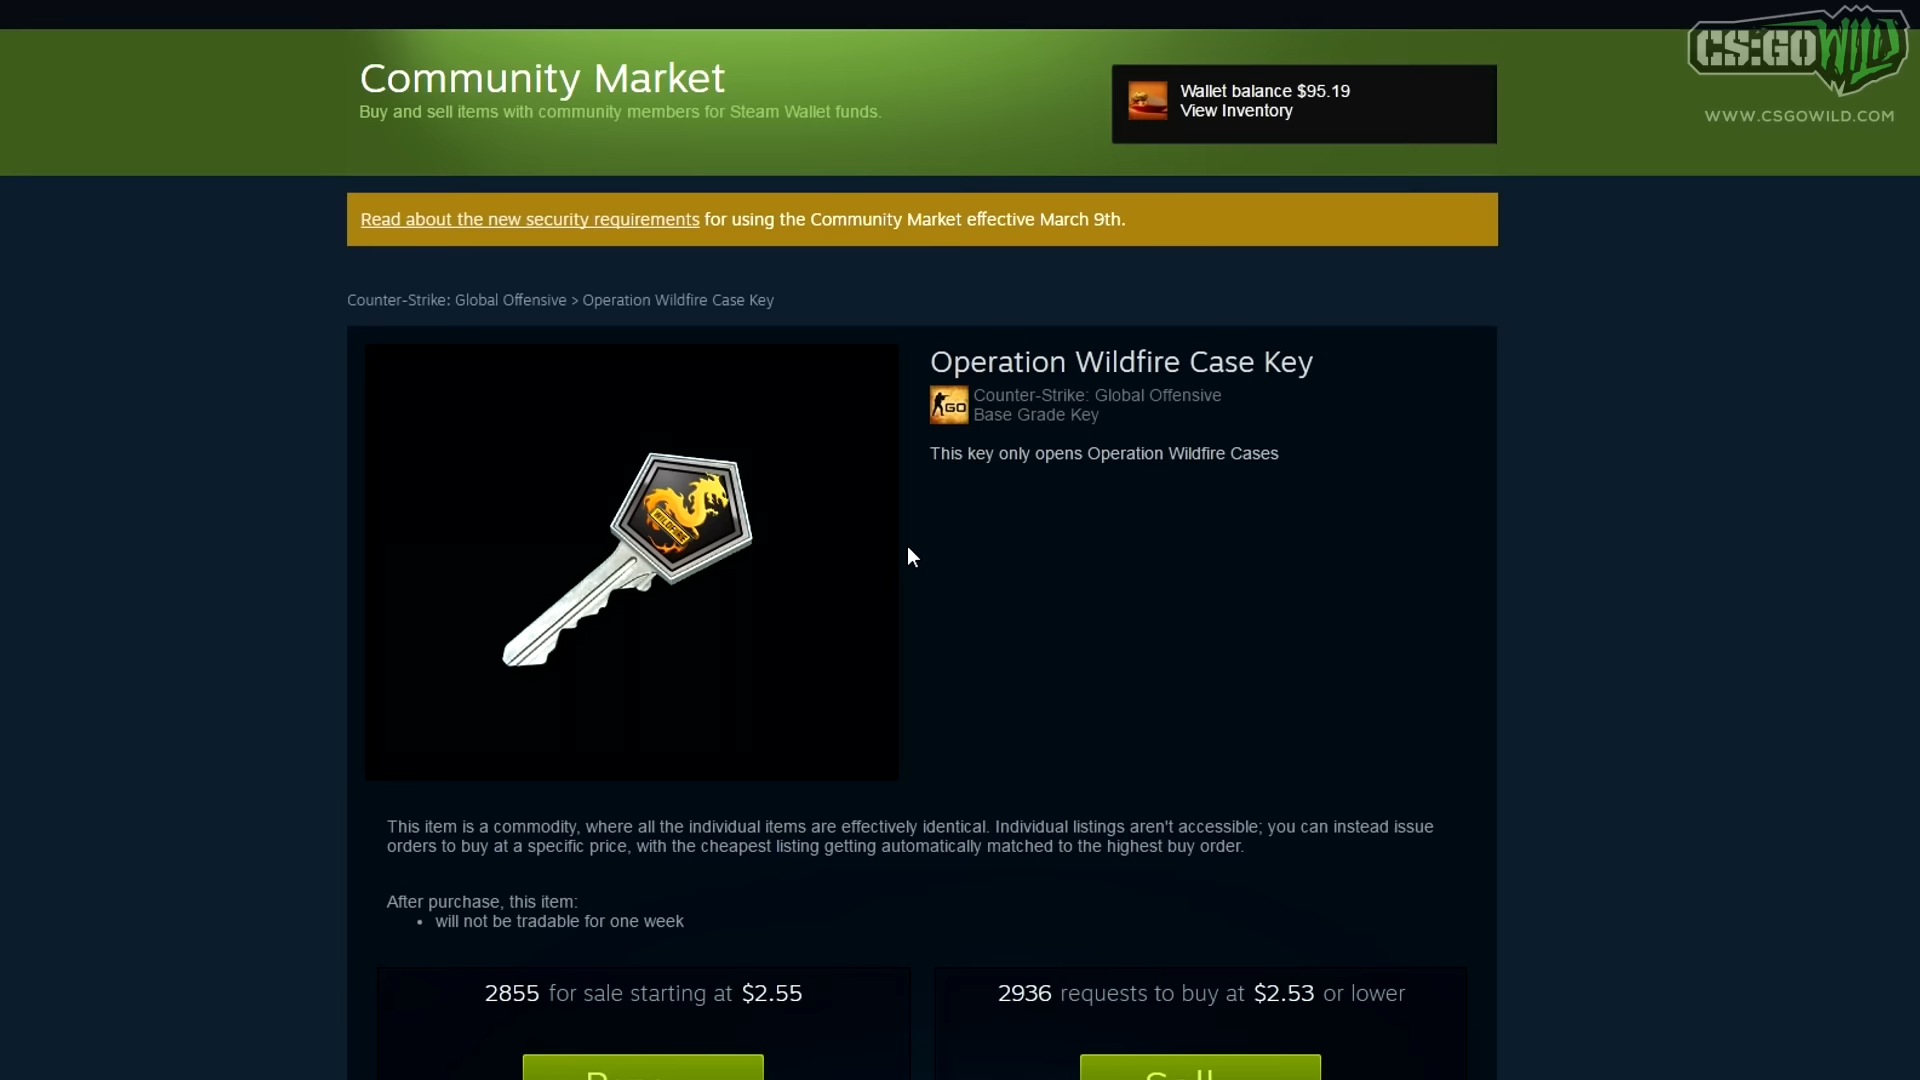 CS:GO WILD
WWW.CSGOWILD.COM
Community Market
Buy and sell items with community members for Steam Wallet funds.
Wallet balance $95.19
View Inventory
Read about the new security requirements for using the Community Market effective March 9th.
Counter-Strike: Global Offensive > Operation Wildfire Case Key
Operation Wildfire Case Key
GO
Counter-Strike: Global Offensive
Base Grade Key
This key only opens Operation Wildfire Cases
WILDFIRE
This item is a commodity, where all the individual items are effectively identical. Individual listings aren't accessible; you can instead issue
orders to buy at a specific price, with the cheapest listing getting automatically matched to the highest buy order.
After purchase, this item:
• will not be tradable for one week
2855 for sale starting at $2.55
2936 requests to buy at $2.53 or lower
Sell